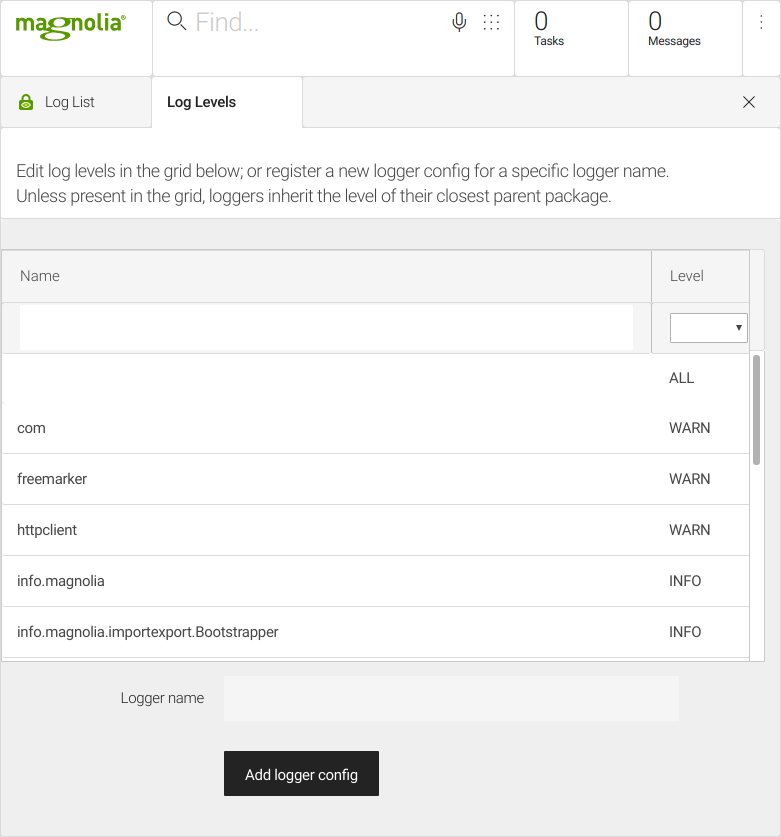 magnolia®
Find...
0
Tasks
0
Messages
Log List
Log Levels
Edit log levels in the grid below; or register a new logger config for a specific logger name.
Unless present in the grid, loggers inherit the level of their closest parent package.
Name Level
ALL
com WARN
freemarker WARN
httpclient WARN
info.magnolia INFO
info.magnolia.importexport.Bootstrapper INFO
Logger name
Add logger config